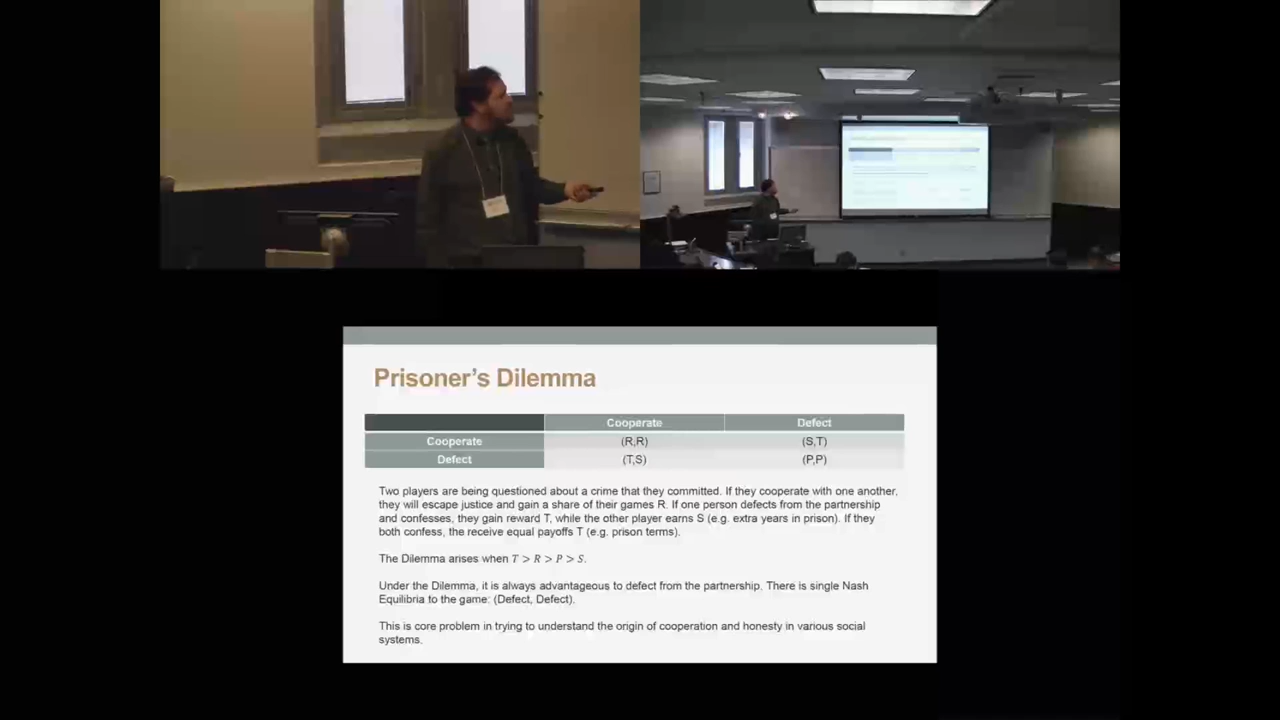 Prisoner's Dilemma
Cooperate Defect
Cooperate (R,R) (S,T)
Defect (T,S) (P,P)
Two players are being questioned about a crime that they committed. If they cooperate with one another,
they will escape justice and gain a share of their games R. If one person defects from the partnership
and confesses, they gain reward T, while the other player earns S (e.g. extra years in prison). If they
both confess, the receive equal payoffs T (e.g. prison terms).
The Dilemma arises when T > R > P > S.
Under the Dilemma, it is always advantageous to defect from the partnership. There is single Nash
Equilibria to the game: (Defect, Defect).
This is core problem in trying to understand the origin of cooperation and honesty in various social
systems.